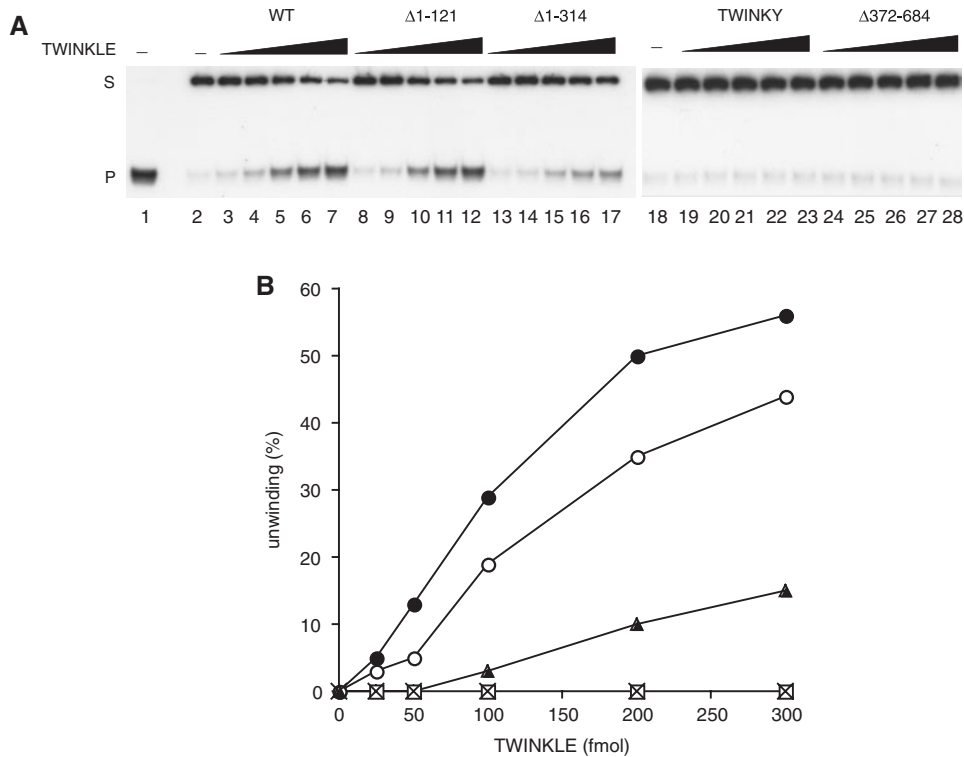 A
WT Δ1-121 Δ1-314 TWINKY Δ372-684
TWINKLE – – –
S
P
1 2 3 4 5 6 7 8 9 10 11 12 13 14 15 16 17 18 19 20 21 22 23 24 25 26 27 28
B
60
50
40
30
20
10
0
unwinding (%)
0 50 100 150 200 250 300
TWINKLE (fmol)